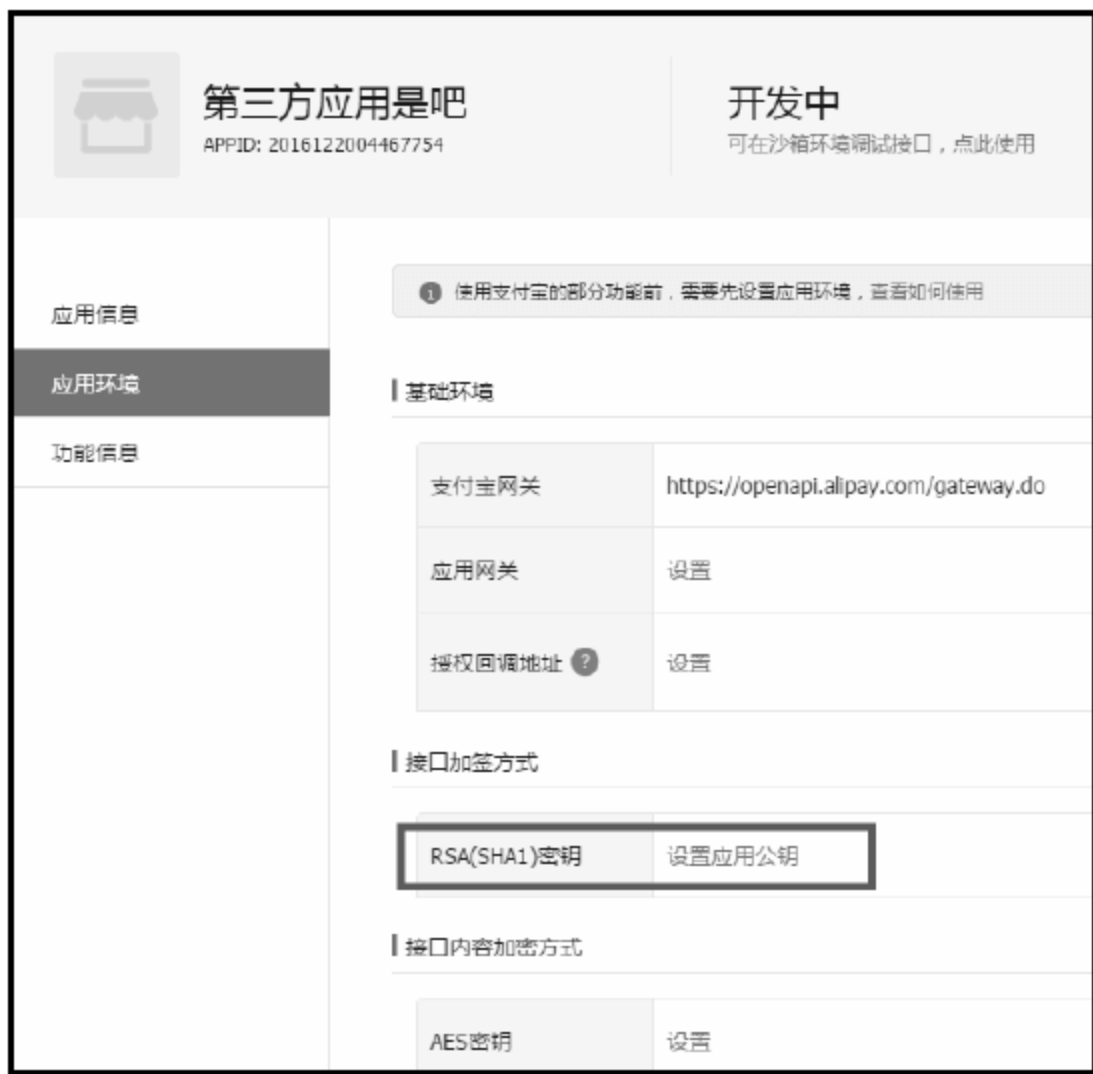 第三方应用是吧
APPID: 2016122004467754
开发中
可在沙箱环境调试接口，点此使用
应用信息
应用环境
功能信息
使用支付宝的部分功能前，需要先设置应用环境，查看如何使用
基础环境
支付宝网关 https://openapi.alipay.com/gateway.do
应用网关 设置
授权回调地址 ? 设置
接口加签方式
RSA(SHA1)密钥 设置应用公钥
接口内容加密方式
AES密钥 设置